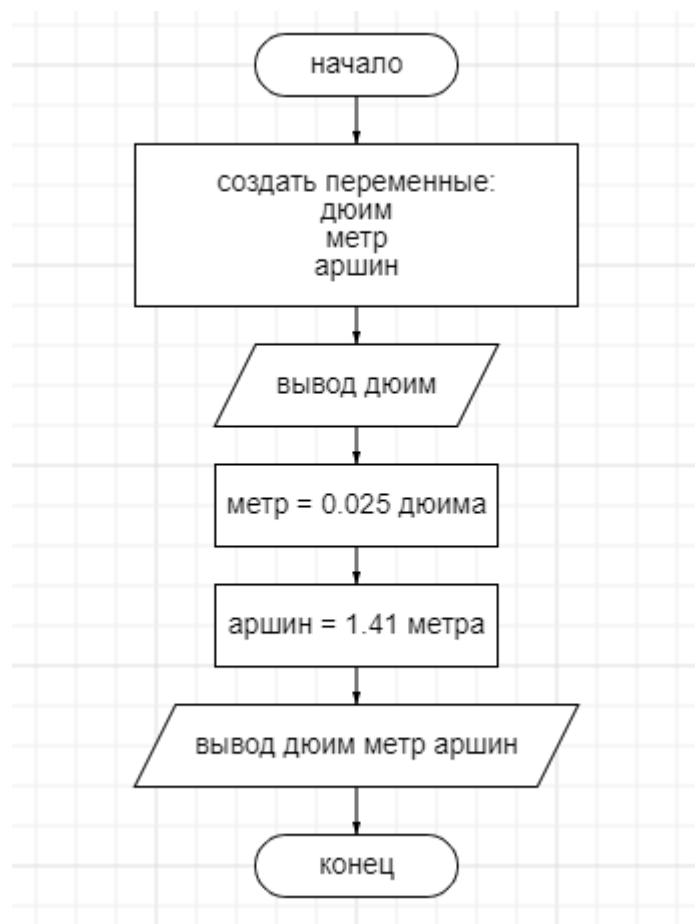 начало
создать переменные:
дюим
метр
аршин
вывод дюим
метр = 0.025 дюима
аршин = 1.41 метра
вывод дюим метр аршин
конец